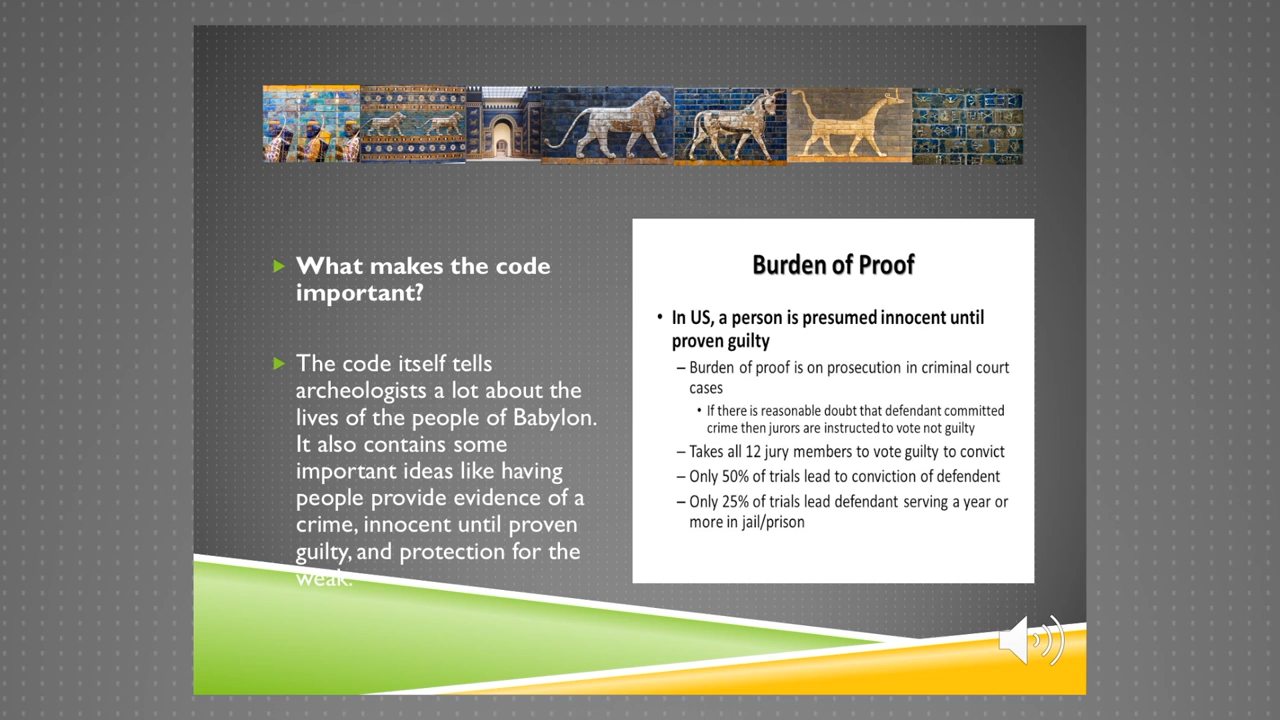 What makes the code
important?
The code itself tells
archeologists a lot about the
lives of the people of Babylon.
It also contains some
important ideas like having
people provide evidence of a
crime, innocent until proven
guilty, and protection for the
weak.
Burden of Proof
• In US, a person is presumed innocent until
proven guilty
– Burden of proof is on prosecution in criminal court
cases
• If there is reasonable doubt that defendant committed
crime then jurors are instructed to vote not guilty
– Takes all 12 jury members to vote guilty to convict
– Only 50% of trials lead to conviction of defendent
– Only 25% of trials lead defendant serving a year or
more in jail/prison